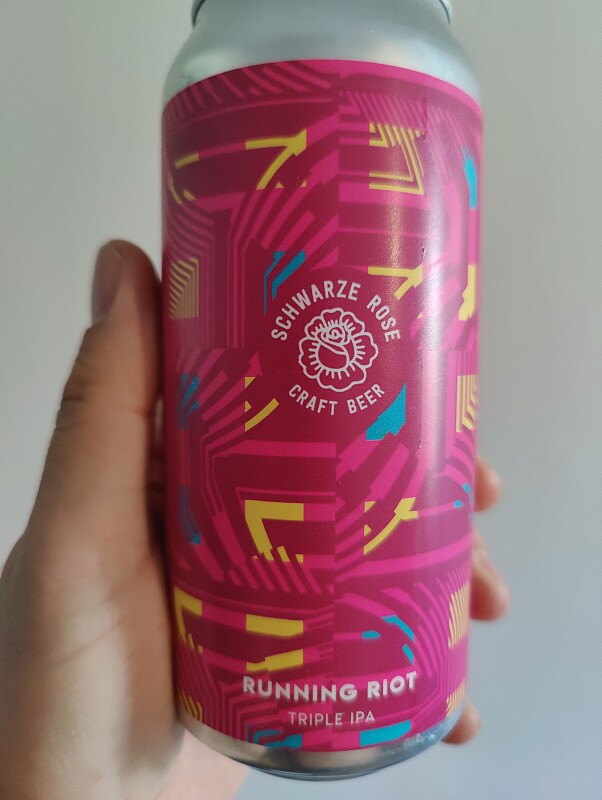 SCHWARZE ROSE
CRAFT BEER
RUNNING RIOT
TRIPLE IPA